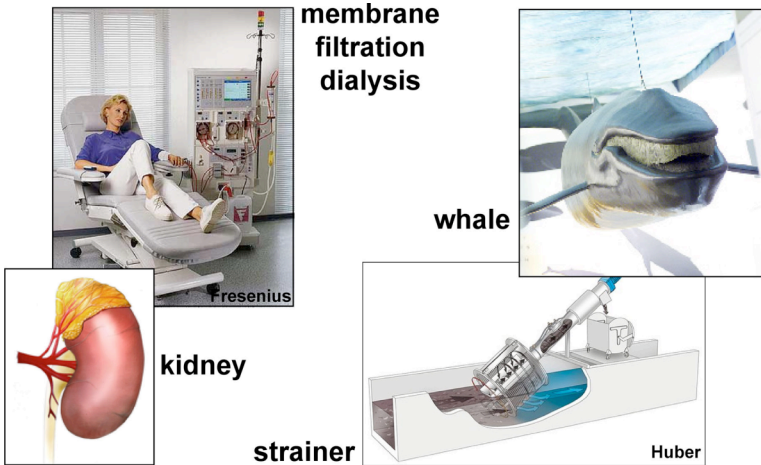 membrane
filtration
dialysis
Fresenius
whale
kidney
strainer
Huber